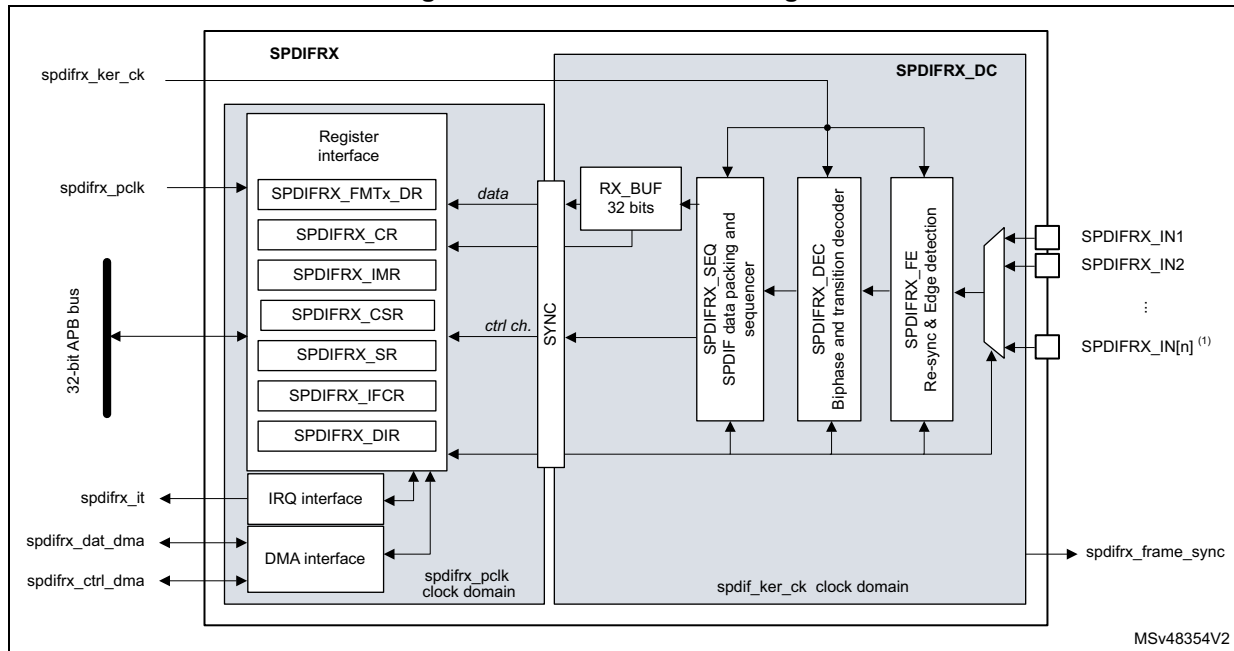 SPDIFRX
SPDIFRX_DC
spdifrx_ker_ck
Register
interface
spdifrx_pclk
SPDIFRX_FMTx_DR
SPDIFRX_CR
SPDIFRX_IMR
SPDIFRX_CSR
SPDIFRX_SR
SPDIFRX_IFCR
SPDIFRX_DIR
32-bit APB bus
data
ctrl ch.
SYNC
RX_BUF
32 bits
SPDIFRX_SEQ
SPDIF data packing and
sequencer
SPDIFRX_DEC
Biphase and transition decoder
SPDIFRX_FE
Re-sync & Edge detection
SPDIFRX_IN1
SPDIFRX_IN2
...
SPDIFRX_IN[n] (1)
spdifrx_it
IRQ interface
spdifrx_dat_dma
DMA interface
spdifrx_ctrl_dma
spdifrx_pclk
clock domain
spdif_ker_ck clock domain
spdifrx_frame_sync
MSv48354V2